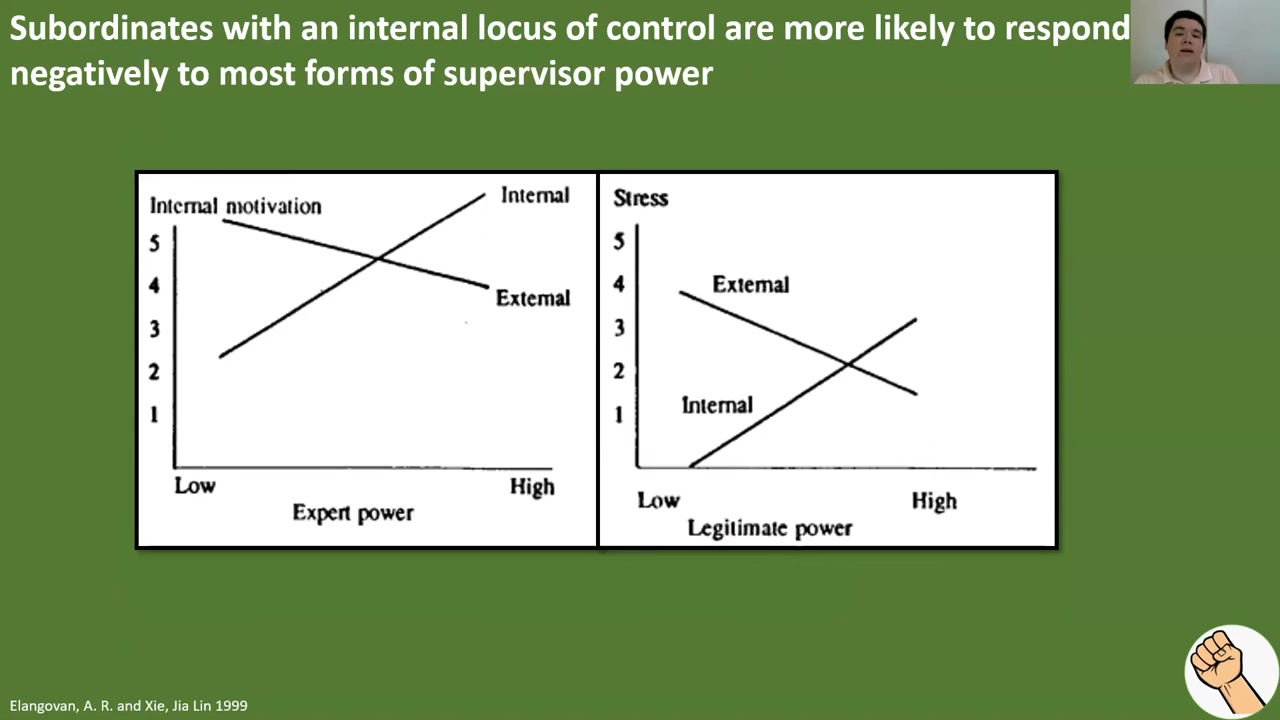 Subordinates with an internal locus of control are more likely to respond
negatively to most forms of supervisor power
Internal motivation
Internal
External
5
4
3
2
1
Low
High
Expert power
Stress
External
Internal
5
4
3
2
1
Low
High
Legitimate power
Elangovan, A. R. and Xie, Jia Lin 1999